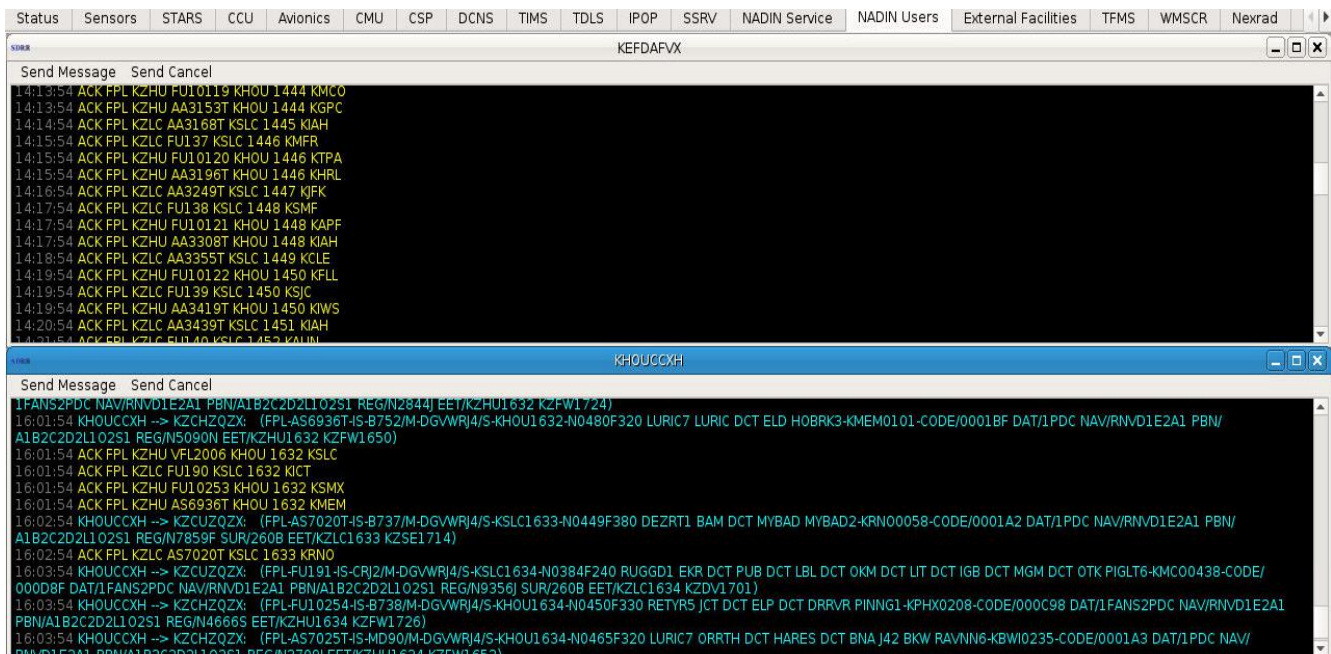 Status Sensors STARS CCU Avionics CMU CSP DCNS TIMS TDLS IPOP SSRV NADIN Service NADIN Users External Facilities TFMS WMSCR Nexrad
KEFDAFVX
Send Message Send Cancel
14:13:54 ACK FPL KZHU FU10119 KHOU 1444 KMCO
14:13:54 ACK FPL KZHU AA3153T KHOU 1444 KGPC
14:14:54 ACK FPL KZLC AA3168T KSLC 1445 KIAH
14:15:54 ACK FPL KZLC FU137 KSLC 1446 KMFR
14:15:54 ACK FPL KZHU FU10120 KHOU 1446 KTPA
14:15:54 ACK FPL KZHU AA3196T KHOU 1446 KHRL
14:16:54 ACK FPL KZLC AA3249T KSLC 1447 KJFK
14:17:54 ACK FPL KZLC FU138 KSLC 1448 KSMF
14:17:54 ACK FPL KZHU FU10121 KHOU 1448 KAPF
14:17:54 ACK FPL KZHU AA3308T KHOU 1448 KIAH
14:18:54 ACK FPL KZLC AA3355T KSLC 1449 KCLE
14:19:54 ACK FPL KZHU FU10122 KHOU 1450 KFLL
14:19:54 ACK FPL KZLC FU139 KSLC 1450 KSJC
14:19:54 ACK FPL KZHU AA3419T KHOU 1450 KIWS
14:20:54 ACK FPL KZLC AA3439T KSLC 1451 KIAH
14:21:54 ACK FPL KZLC FU140 KSLC 1452 KAUN
KHOUCCXH
Send Message Send Cancel
1FANS2PDC NAV/RNVD1E2A1 PBN/A1B2C2D2L1O2S1 REG/N2844J EET/KZHU1632 KZFW1724)
16:01:54 KHOUCCXH --> KZCHZQZX: (FPL-AS6936T-IS-B752/M-DGVWRJ4/S-KHOU1632-N0480F320 LURIC7 LURIC DCT ELD HOBRK3-KMEM0101-CODE/0001BF DAT/1PDC NAV/RNVD1E2A1 PBN/
A1B2C2D2L1O2S1 REG/N5090N EET/KZHU1632 KZFW1650)
16:01:54 ACK FPL KZHU VFL2006 KHOU 1632 KSLC
16:01:54 ACK FPL KZLC FU190 KSLC 1632 KICT
16:01:54 ACK FPL KZHU FU10253 KHOU 1632 KSMX
16:01:54 ACK FPL KZHU AS6936T KHOU 1632 KMEM
16:02:54 KHOUCCXH --> KZCUZQZX: (FPL-AS7020T-IS-B737/M-DGVWRJ4/S-KSLC1633-N0449F380 DEZRT1 BAM DCT MYBAD MYBAD2-KRNO0058-CODE/0001A2 DAT/1PDC NAV/RNVD1E2A1 PBN/
A1B2C2D2L1O2S1 REG/N7859F SUR/260B EET/KZLC1633 KZSE1714)
16:02:54 ACK FPL KZLC AS7020T KSLC 1633 KRNO
16:03:54 KHOUCCXH --> KZCUZQZX: (FPL-FU191-IS-CRJ2/M-DGVWRJ4/S-KSLC1634-N0384F240 RUGGD1 EKR DCT PUB DCT LBL DCT OKM DCT LIT DCT IGB DCT MGM DCT OTK PIGLT6-KMCO0438-CODE/
000D8F DAT/1FANS2PDC NAV/RNVD1E2A1 PBN/A1B2C2D2L1O2S1 REG/N9356J SUR/260B EET/KZLC1634 KZDV1701)
16:03:54 KHOUCCXH --> KZCHZQZX: (FPL-FU10254-IS-B738/M-DGVWRJ4/S-KHOU1634-N0450F330 RETYR5 JCT DCT ELP DCT DRRVR PINNG1-KPHX0208-CODE/000C98 DAT/1FANS2PDC NAV/RNVD1E2A1
PBN/A1B2C2D2L1O2S1 REG/N4666S EET/KZHU1634 KZFW1726)
16:03:54 KHOUCCXH --> KZCHZQZX: (FPL-AS7025T-IS-MD90/M-DGVWRJ4/S-KHOU1634-N0465F320 LURIC7 ORRTH DCT HARES DCT BNA J42 BKW RAVNN6-KBWI0235-CODE/0001A3 DAT/1PDC NAV/
RNVD1E2A1 PBN/A1B2C2D2L1O2S1 REG/N2709J EET/KZHU1634 KZFW1652)